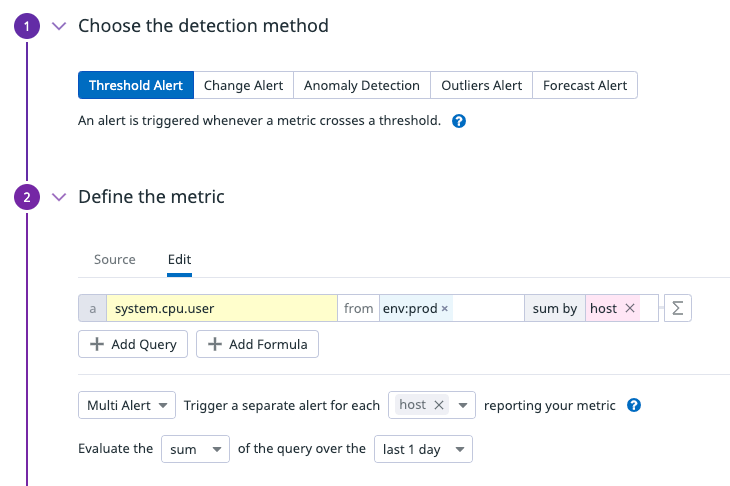 1 Choose the detection method
Threshold Alert Change Alert Anomaly Detection Outliers Alert Forecast Alert
An alert is triggered whenever a metric crosses a threshold. ?
2 Define the metric
Source Edit
a system.cpu.user from env:prod × sum by host × Σ
+ Add Query + Add Formula
Multi Alert Trigger a separate alert for each host × reporting your metric ?
Evaluate the sum of the query over the last 1 day